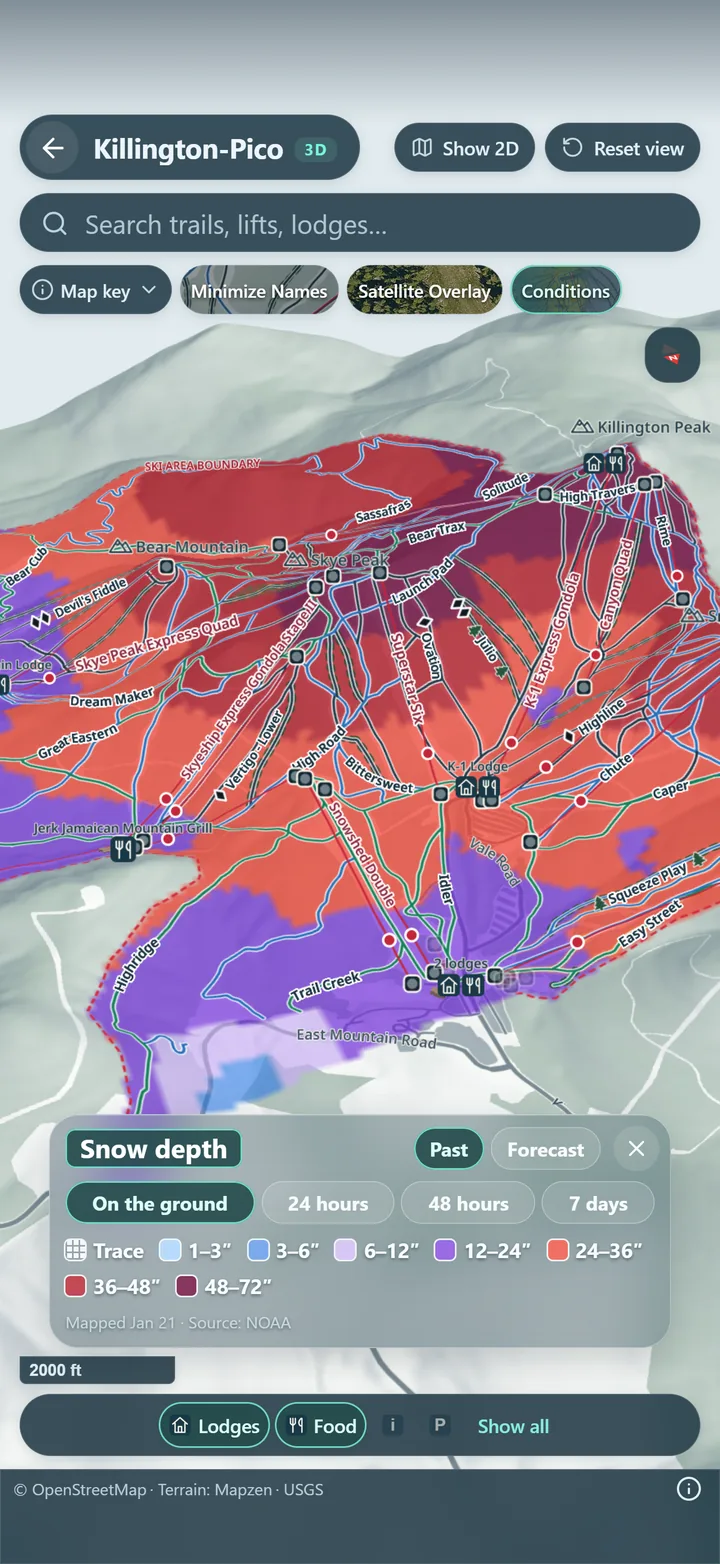 Killington-Pico 3D
Show 2D
Reset view
Search trails, lifts, lodges...
Map key
Minimize Names
Satellite Overlay
Conditions
Killington Peak
SKI AREA BOUNDARY
Solitude
High Travers
Sassafras
Bear Trax
Rime
Bear Mountain
Skye Peak
Bear Cub
Devil's Fiddle
Launch Pad
Canyon Quad
Julio
Ovation
Skye Peak Express Quad
Skyeship Express Gondola Stage II
Superstar Six
K-1 Express Gondola
in Lodge
Dream Maker
Great Eastern
Vertigo - lower
High Road
Highline
Bittersweet
K-1 Lodge
Chute
Caper
Jerk Jamaican Mountain Grill
Snowshed Double
Vale Road
Idler
Squeeze Play
Easy Street
Highridge
Trail Creek
2 lodges
East Mountain Road
Snow depth
Past
Forecast
On the ground
24 hours
48 hours
7 days
Trace
1–3″
3–6″
6–12″
12–24″
24–36″
36–48″
48–72″
Mapped Jan 21 · Source: NOAA
2000 ft
Lodges
Food
i
P
Show all
© OpenStreetMap · Terrain: Mapzen · USGS